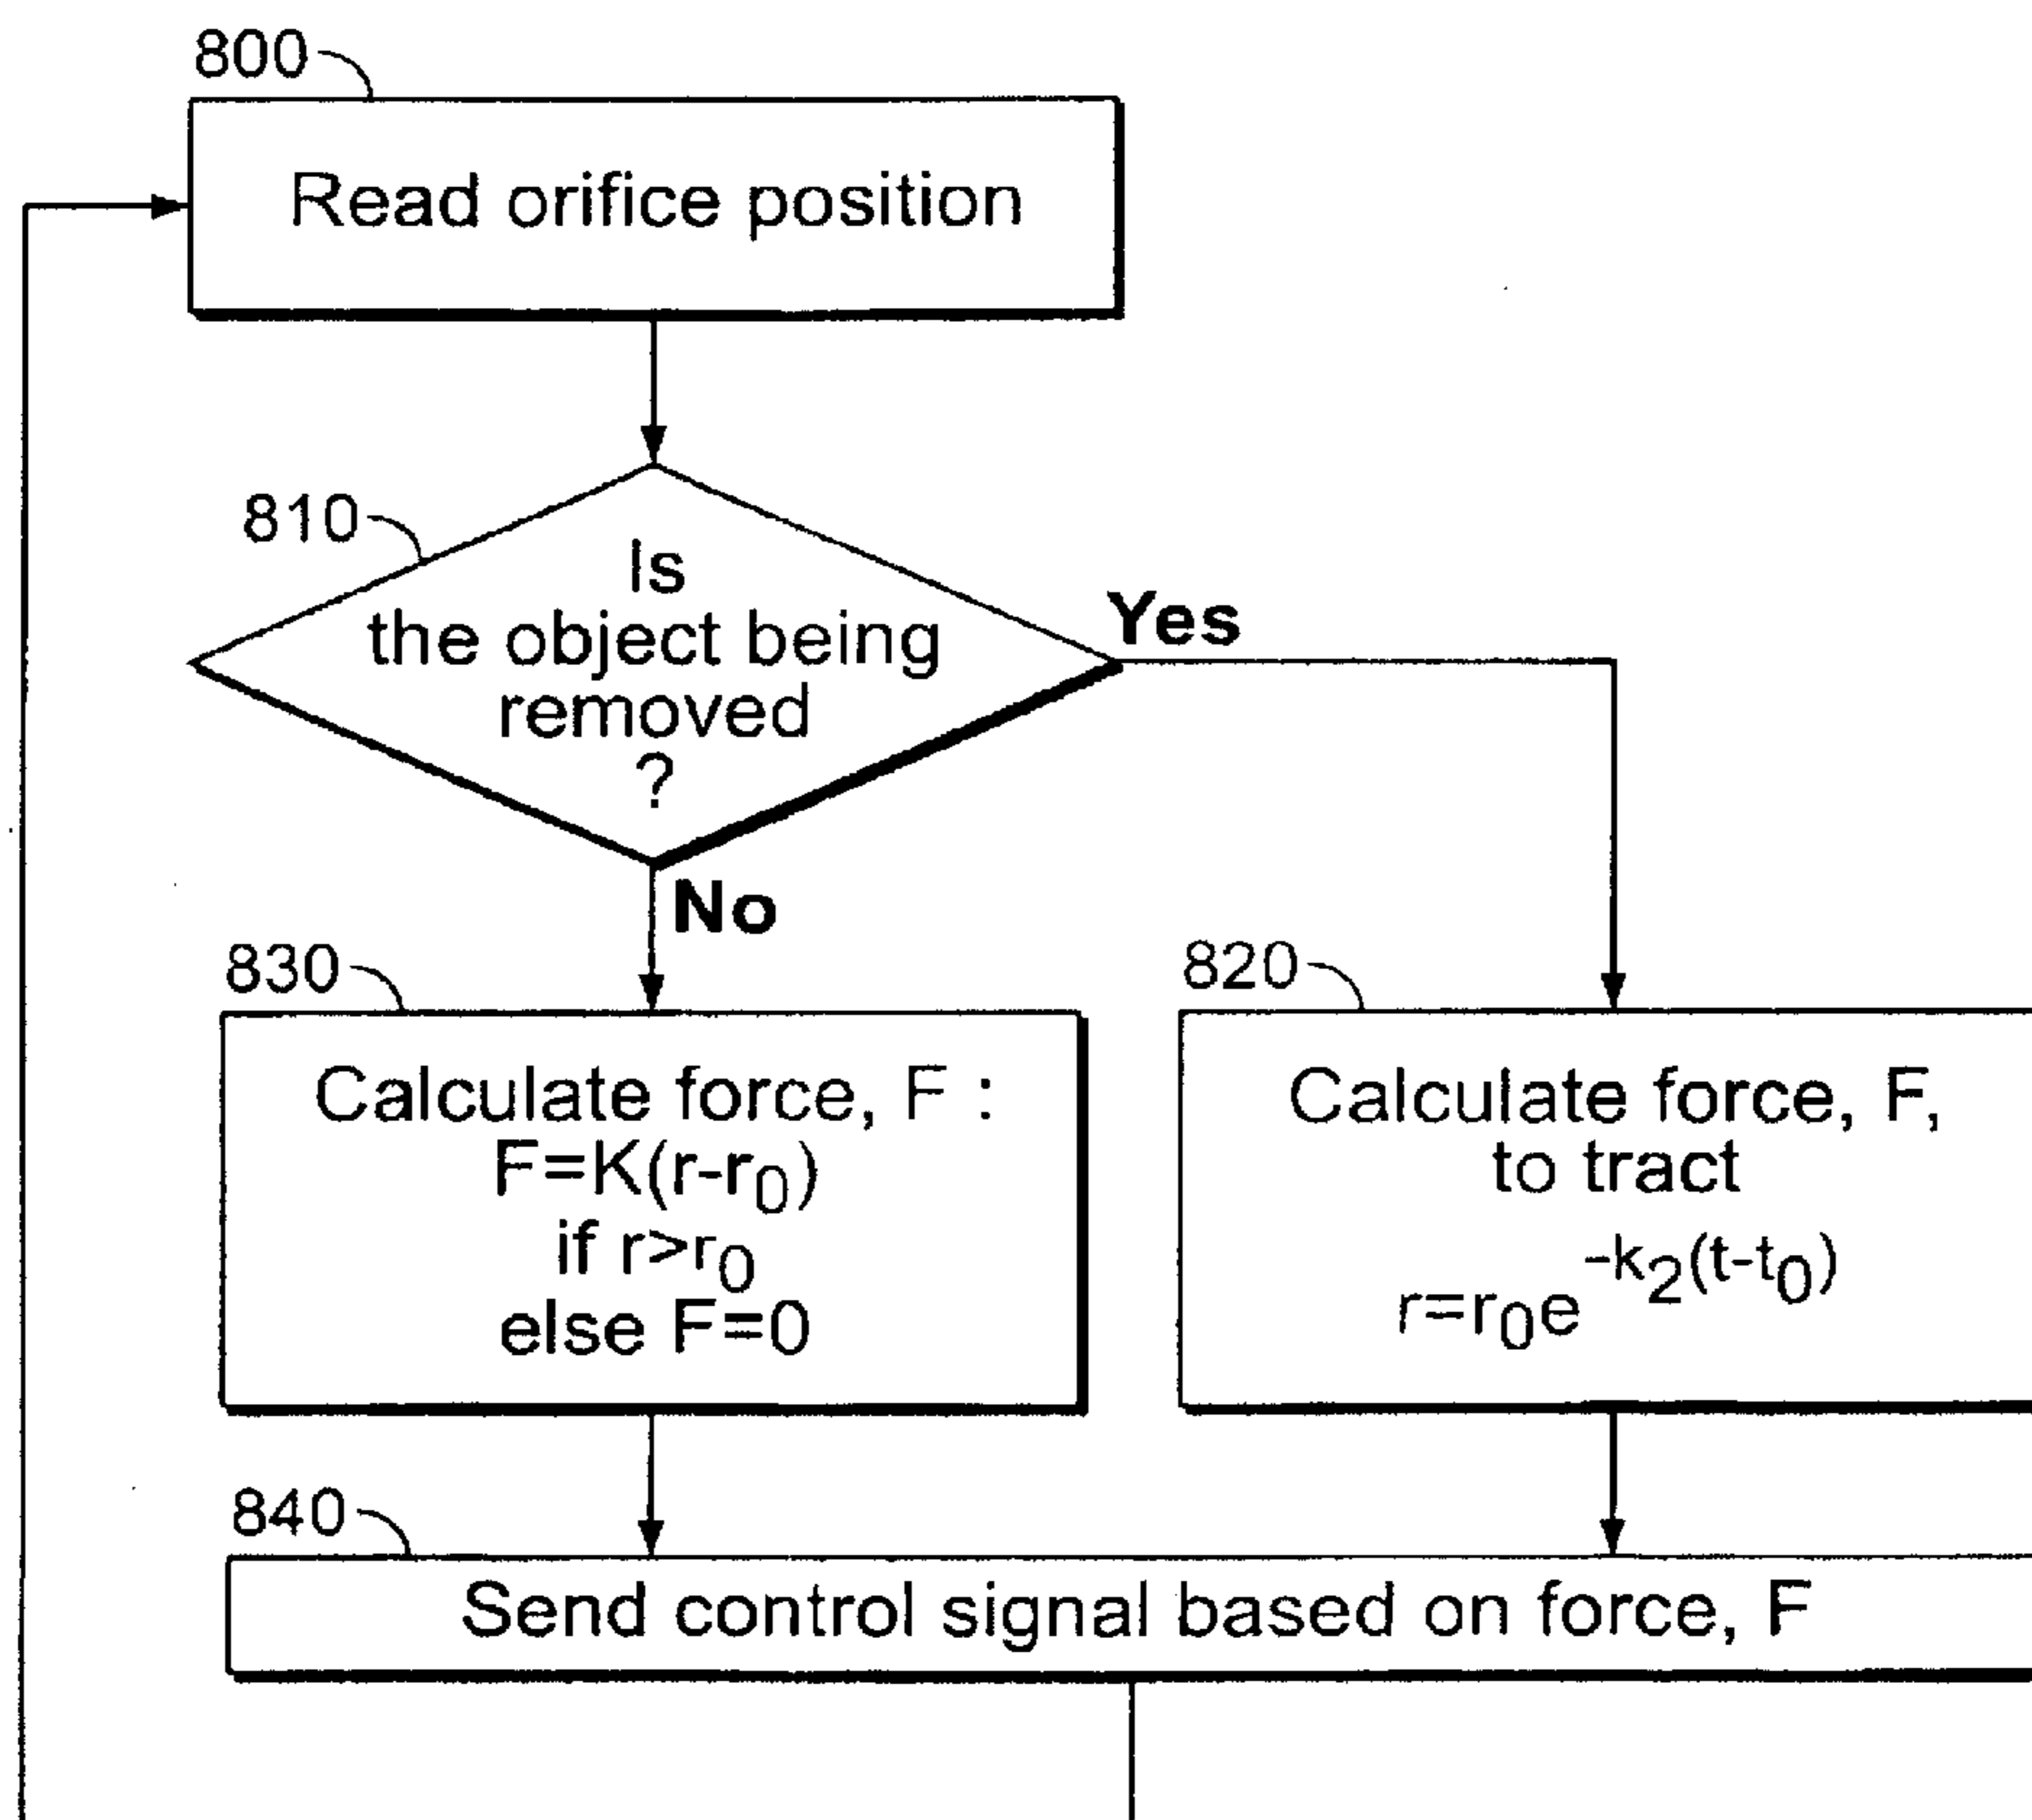 800
Read orifice position
810
Is
the object being
removed
?
Yes
No
830
Calculate force, F :
F=K(r-r₀)
if r>r₀
else F=0
820
Calculate force, F,
to tract
r=r₀e^-k₂(t-t₀)
840
Send control signal based on force, F